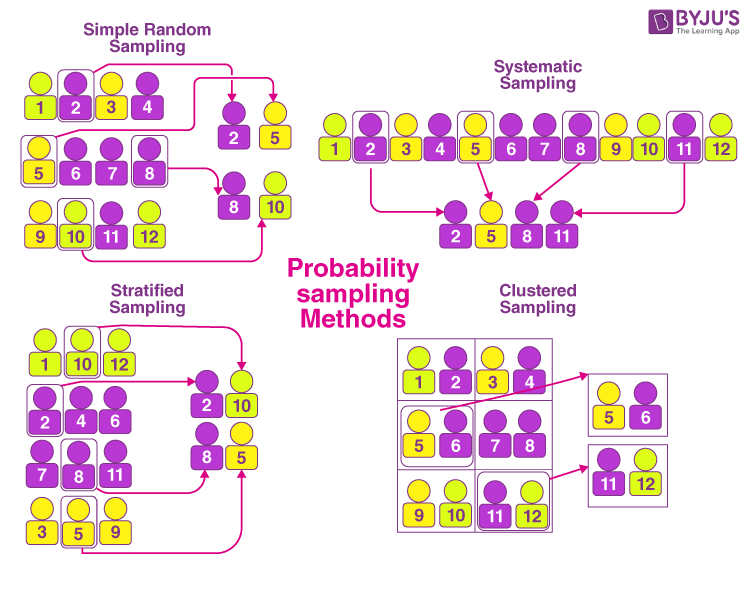 BYJU'S
The Learning App
Simple Random
Sampling
1 2 3 4
2 5
5 6 7 8
8 10
9 10 11 12
Systematic
Sampling
1 2 3 4 5 6 7 8 9 10 11 12
2 5 8 11
Probability
sampling
Methods
Stratified
Sampling
1 10 12
2 10
2 4 6
8 5
7 8 11
3 5 9
Clustered
Sampling
1 2 3 4
5 6 7 8
9 10 11 12
5 6
11 12